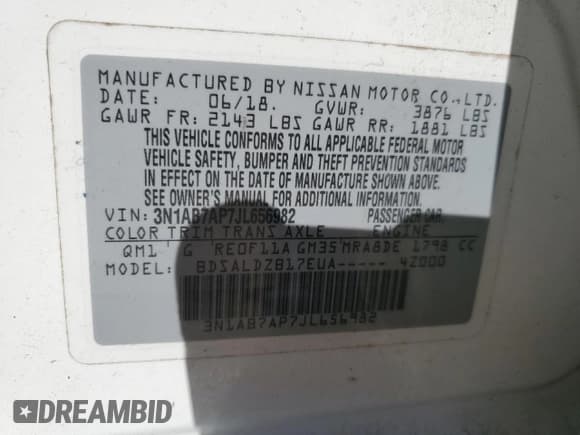 MANUFACTURED BY NISSAN MOTOR CO.,LTD.
DATE: 06/18. GVWR: 3876 LBS
GAWR FR: 2143 LBS GAWR RR: 1881 LBS
THIS VEHICLE CONFORMS TO ALL APPLICABLE FEDERAL MOTOR
VEHICLE SAFETY, BUMPER AND THEFT PREVENTION STANDARDS
IN EFFECT ON THE DATE OF MANUFACTURE SHOWN ABOVE.
SEE OWNER'S MANUAL FOR ADDITIONAL INFORMATION.
VIN: 3N1AB7AP7JL656982 PASSENGER CAR.
COLOR TRIM TRANS AXLE ENGINE
QM1 G RE0F11A GM35 MRA8DE 1798 CC
MODEL: BDSALDZB17EUA----- 4Z000
3N1AB7AP7JL656982
DREAMBID